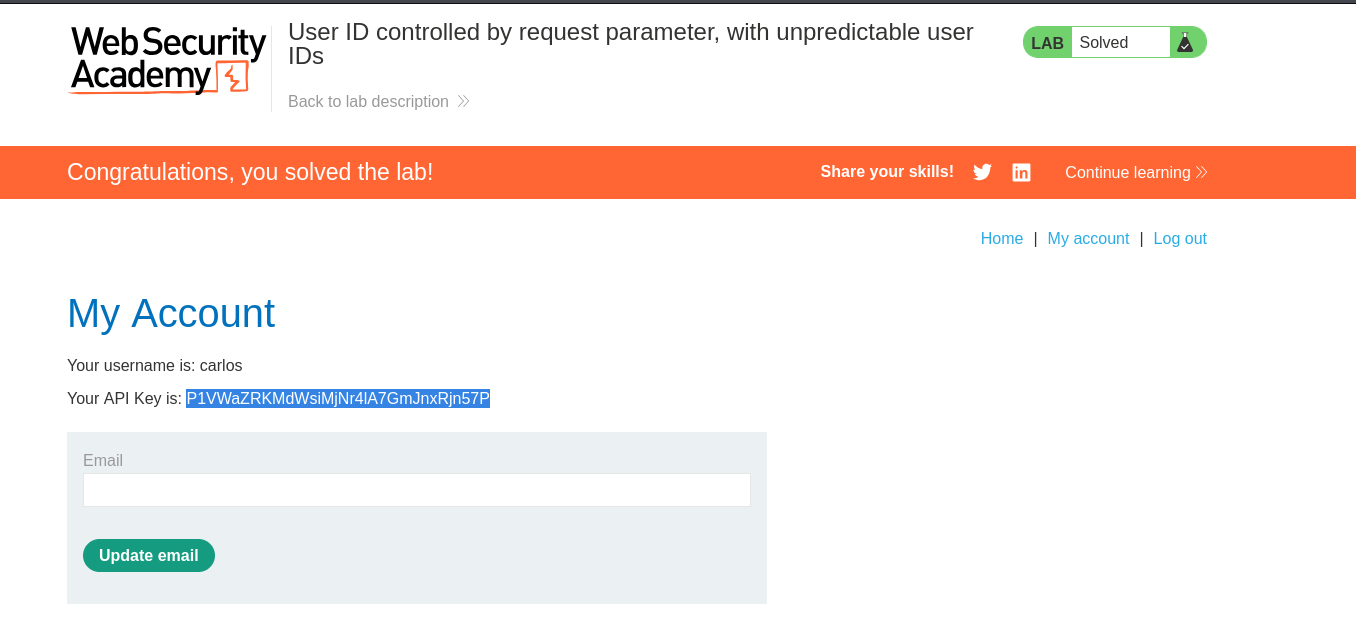 Web Security
Academy
User ID controlled by request parameter, with unpredictable user
IDs
Back to lab description
LAB Solved
Congratulations, you solved the lab!
Share your skills!
Continue learning
Home | My account | Log out
My Account
Your username is: carlos
Your API Key is: P1VWaZRKMdWsiMjNr4lA7GmJnxRjn57P
Email
Update email